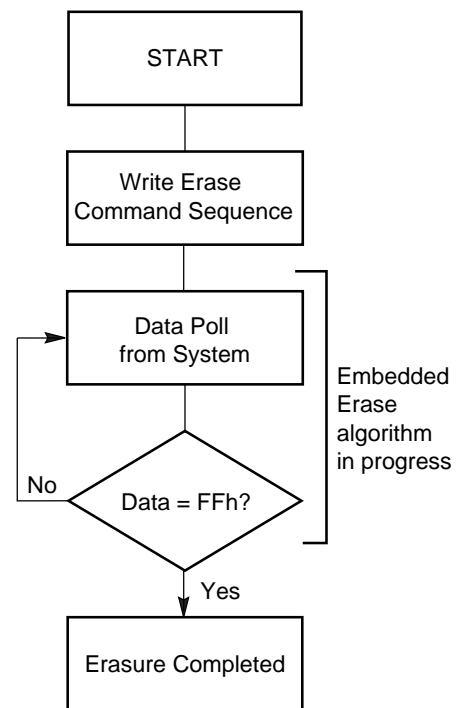 START
Write Erase
Command Sequence
Data Poll
from System
Embedded
Erase
algorithm
in progress
No
Data = FFh?
Yes
Erasure Completed